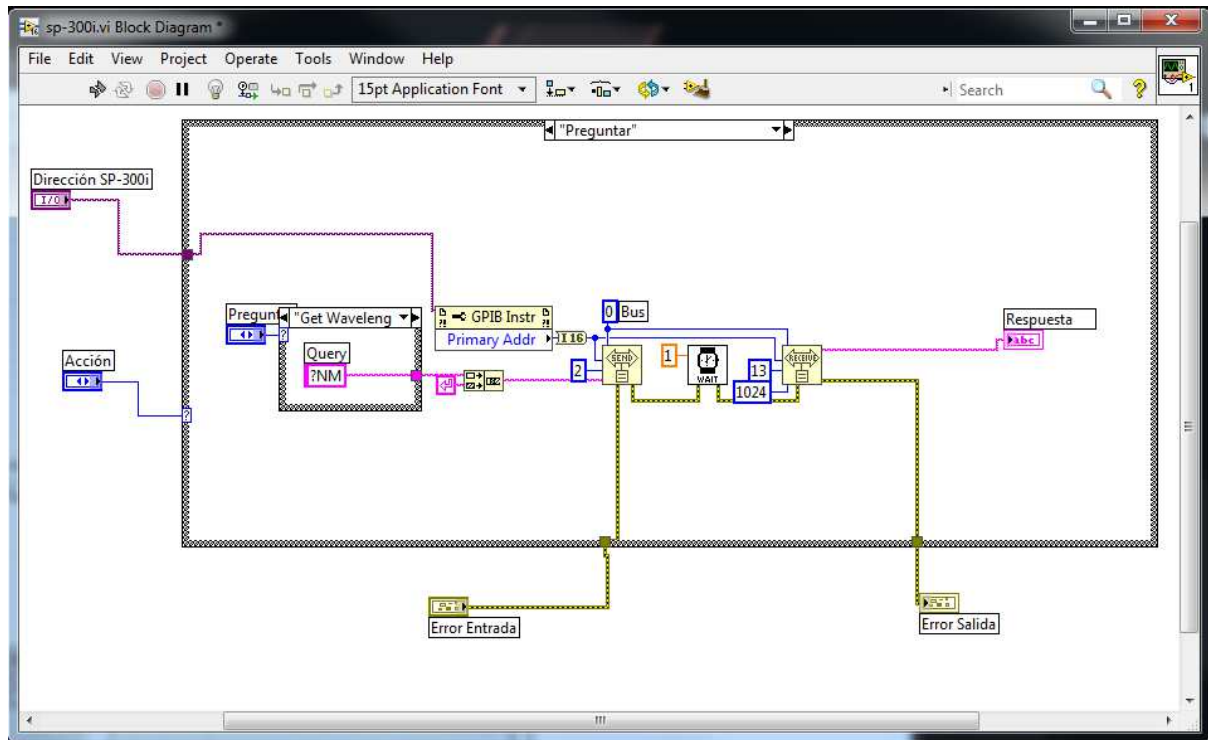 sp-300i.vi Block Diagram *
File Edit View Project Operate Tools Window Help
15pt Application Font
Search
1
"Preguntar"
Dirección SP-300i
I/O
Pregunt
"Get Waveleng
?
GPIB Instr
Primary Addr
I16
0 Bus
Respuesta
abc
Acción
Query
?NM
2
SEND
1
WAIT
13
1024
RECEIVE
?
Error Entrada
Error Salida